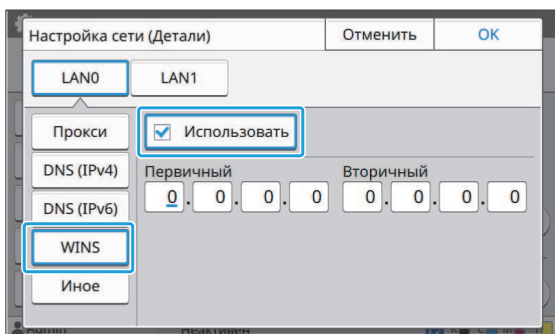 Настройка сети (Детали) Отменить OK
LAN0 LAN1
Прокси
Использовать
DNS (IPv4)
Первичный Вторичный
0. 0. 0. 0 0. 0. 0. 0
DNS (IPv6)
WINS
Иное
Admin Неактивен